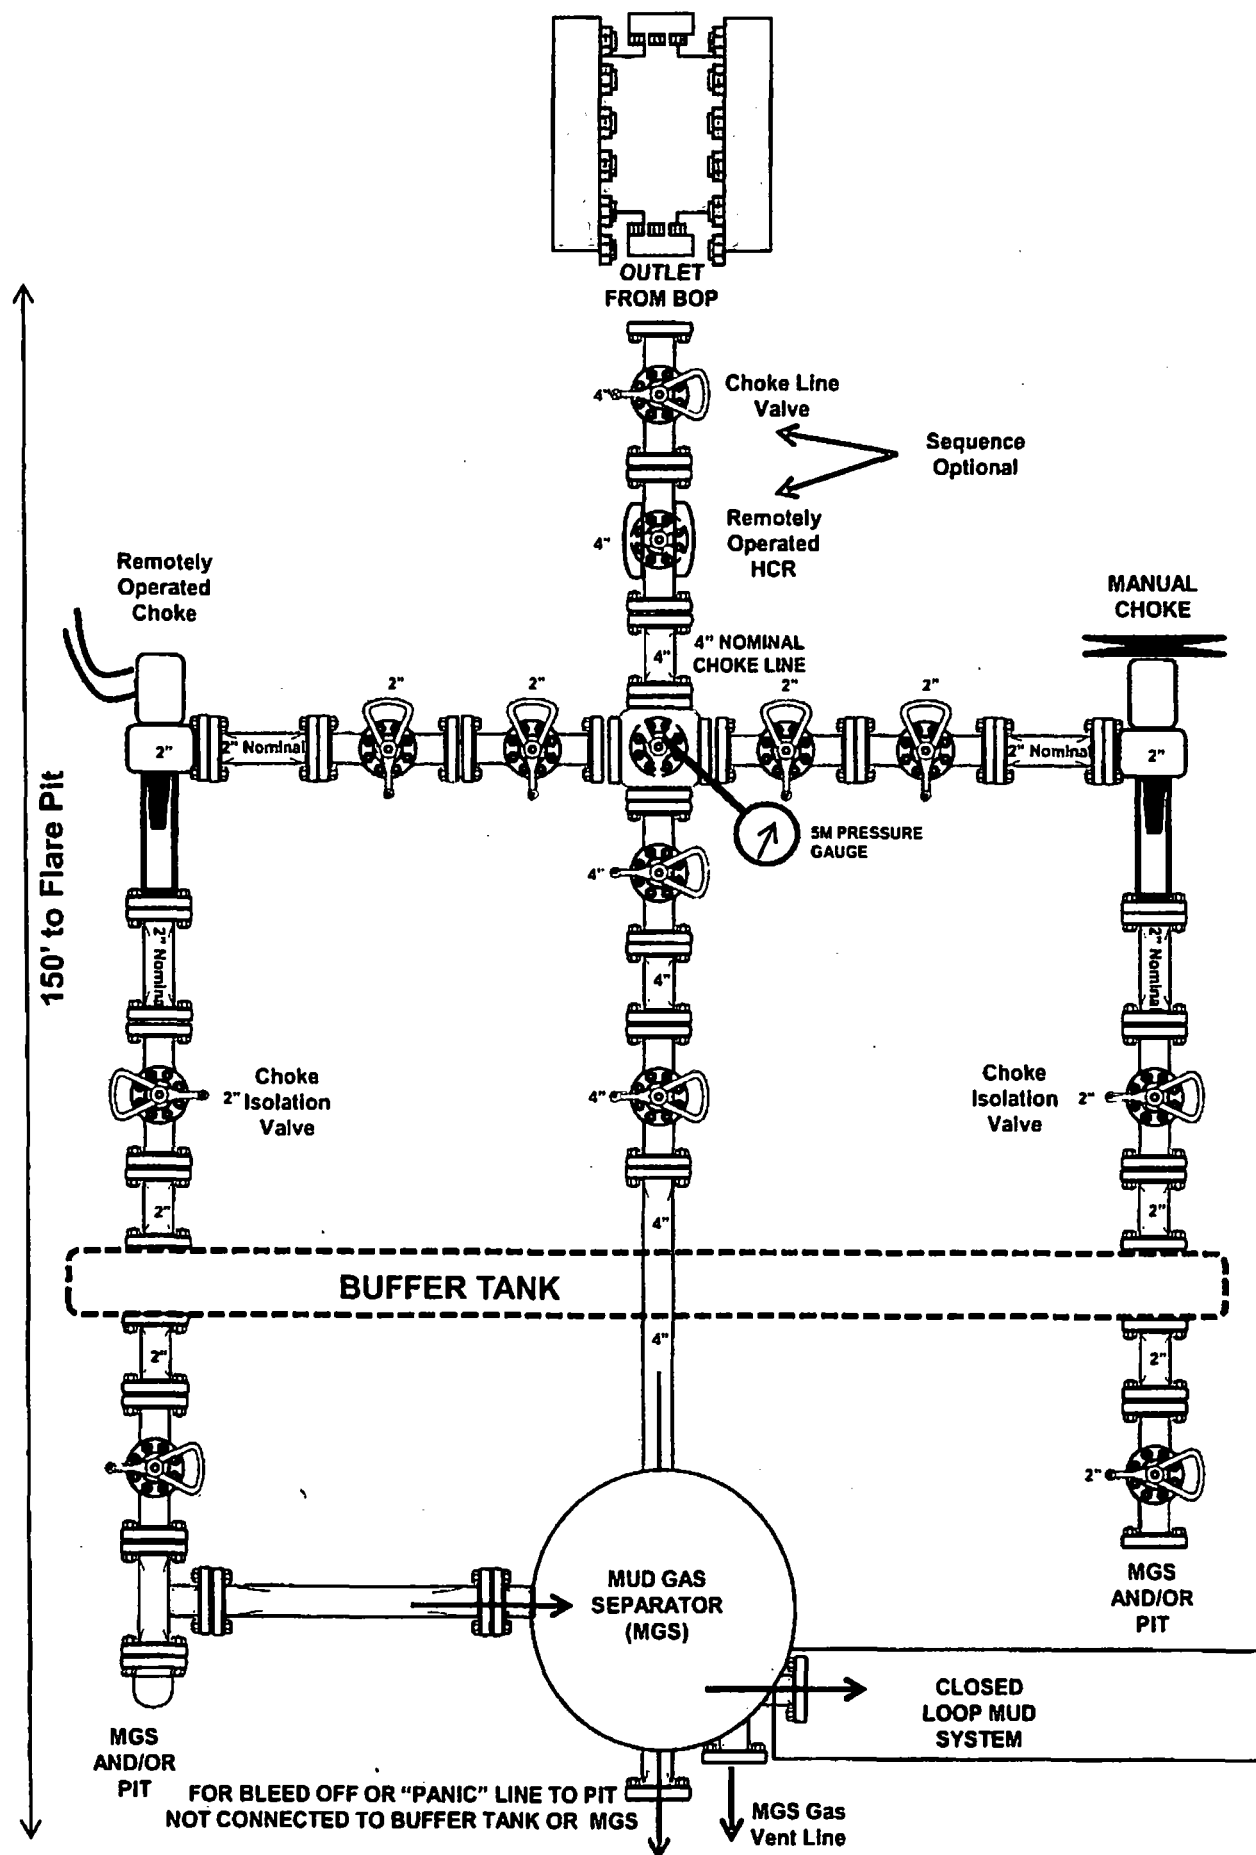 OUTLET
FROM BOP
4"
Choke Line
Valve
Sequence
Optional
4"
Remotely
Operated
HCR
Remotely
Operated
Choke
MANUAL
CHOKE
4" NOMINAL
CHOKE LINE
4"
2"
2"
2"
2"
2"
2" Nominal
2" Nominal
2"
5M PRESSURE
GAUGE
4"
150' to Flare Pit
2" Nominal
4"
2" Nominal
2"
Choke
Isolation
Valve
4"
Choke
Isolation
Valve
2"
2"
4"
2"
BUFFER TANK
2"
4"
2"
2"
MUD GAS
SEPARATOR
(MGS)
MGS
AND/OR
PIT
CLOSED
LOOP MUD
SYSTEM
MGS
AND/OR
PIT
FOR BLEED OFF OR "PANIC" LINE TO PIT
NOT CONNECTED TO BUFFER TANK OR MGS
MGS Gas
Vent Line